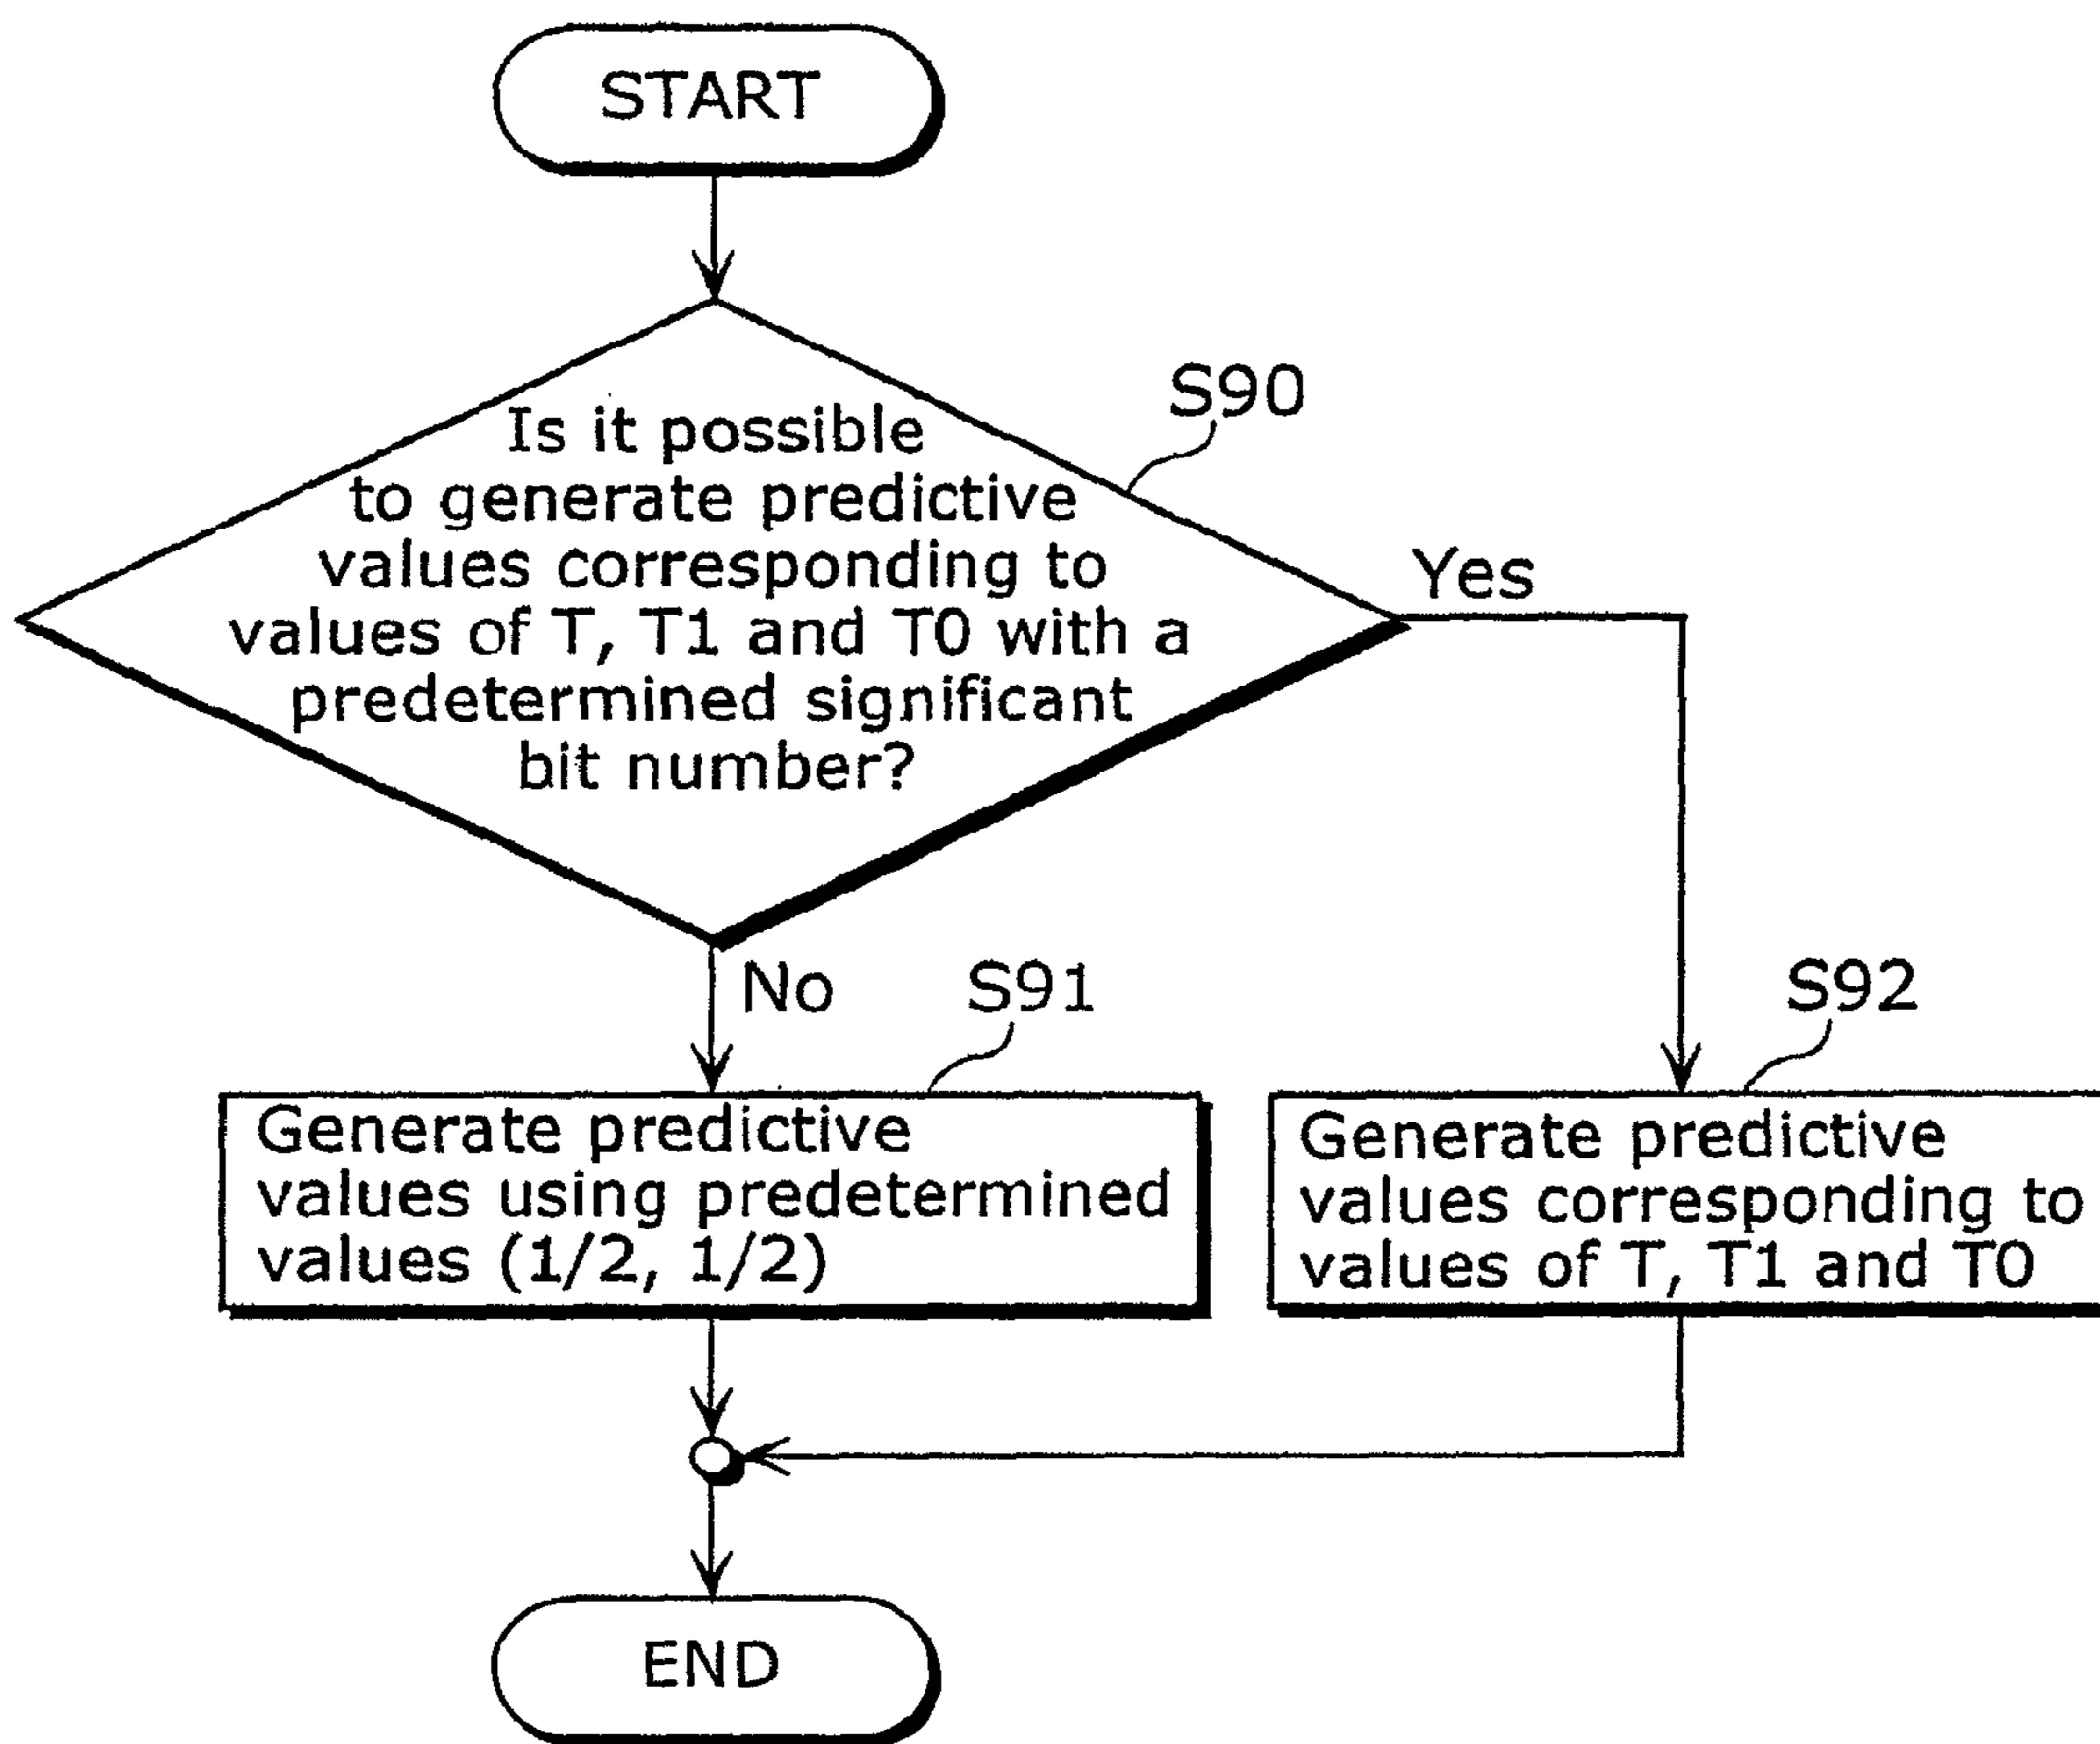 START
S90
Is it possible
to generate predictive
values corresponding to
values of T, T1 and T0 with a
predetermined significant
bit number?
Yes
No
S91
S92
Generate predictive
values using predetermined
values (1/2, 1/2)
Generate predictive
values corresponding to
values of T, T1 and T0
END